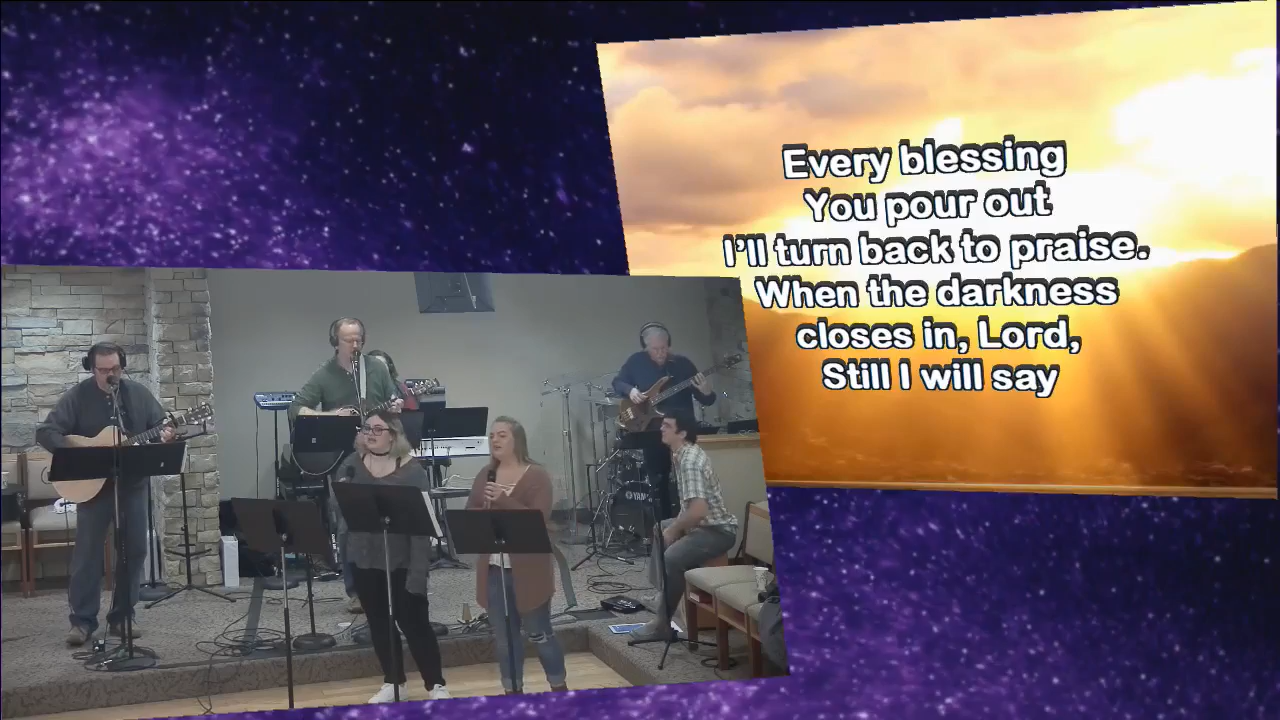 Every blessing
You pour out
I'll turn back to praise.
When the darkness
closes in, Lord,
Still I will say
YAM